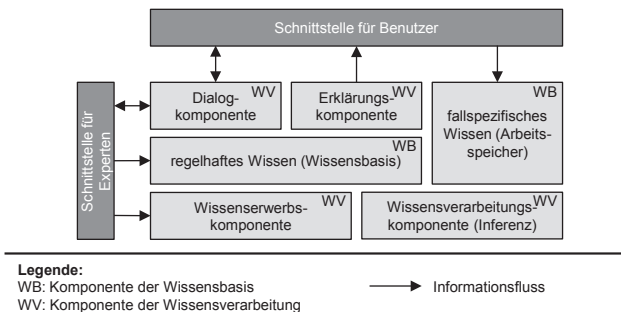 Schnittstelle für Benutzer
Schnittstelle für
Experten
Dialog-
komponente
WV
Erklärungs-
komponente
WV
WB
fallspezifisches
Wissen (Arbeits-
speicher)
WB
regelhaftes Wissen (Wissensbasis)
Wissenserwerbs-
komponente
WV
Wissensverarbeitungs-
komponente (Inferenz)
WV
Legende:
WB: Komponente der Wissensbasis
WV: Komponente der Wissensverarbeitung
Informationsfluss